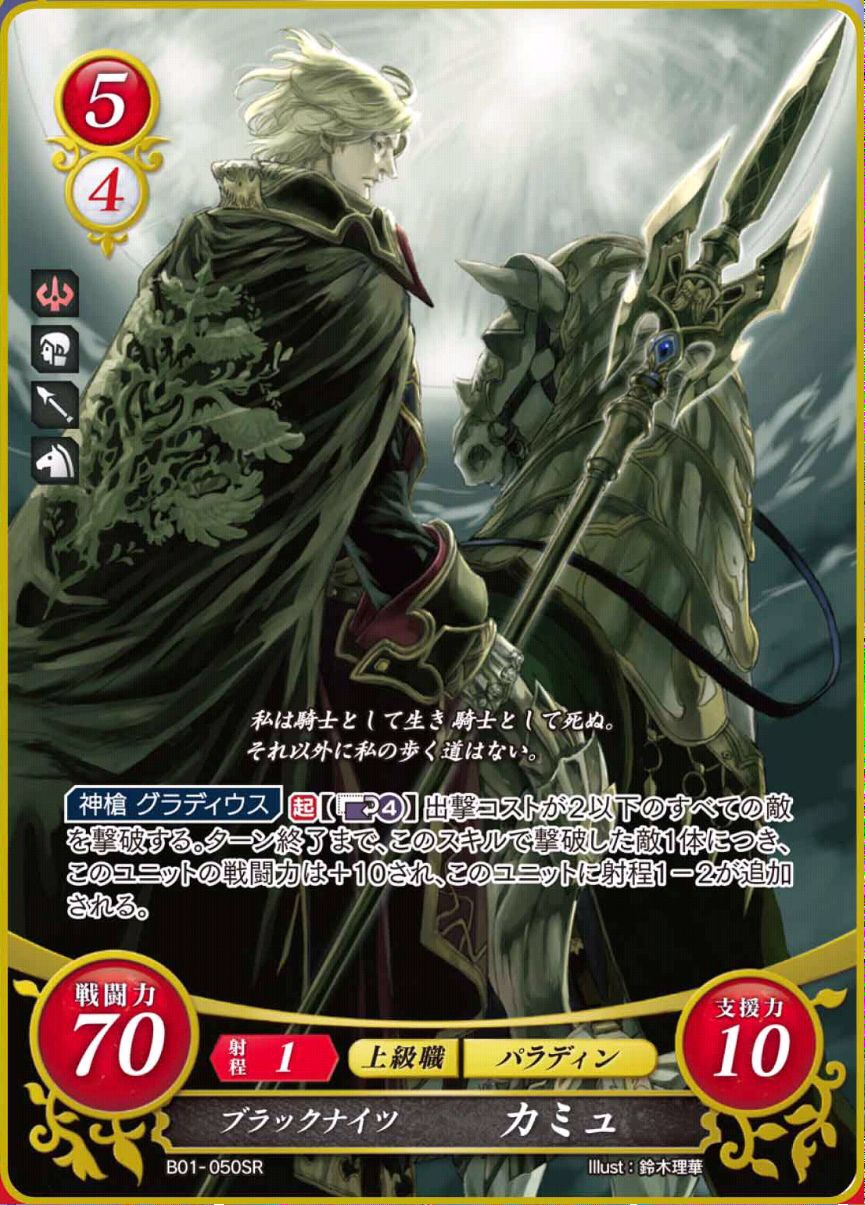 5
4
私は騎士として生き 騎士として死ぬ。
それ以外に私の歩く道はない。
神槍 グラディウス 起【4】出撃コストが2以下のすべての敵
を撃破する。ターン終了まで、このスキルで撃破した敵1体につき、
このユニットの戦闘力は＋10され、このユニットに射程1－2が追加
される。
戦闘力
70
射程 1
上級職 パラディン
支援力
10
ブラックナイツ カミュ
B01-050SR
Illust：鈴木理華